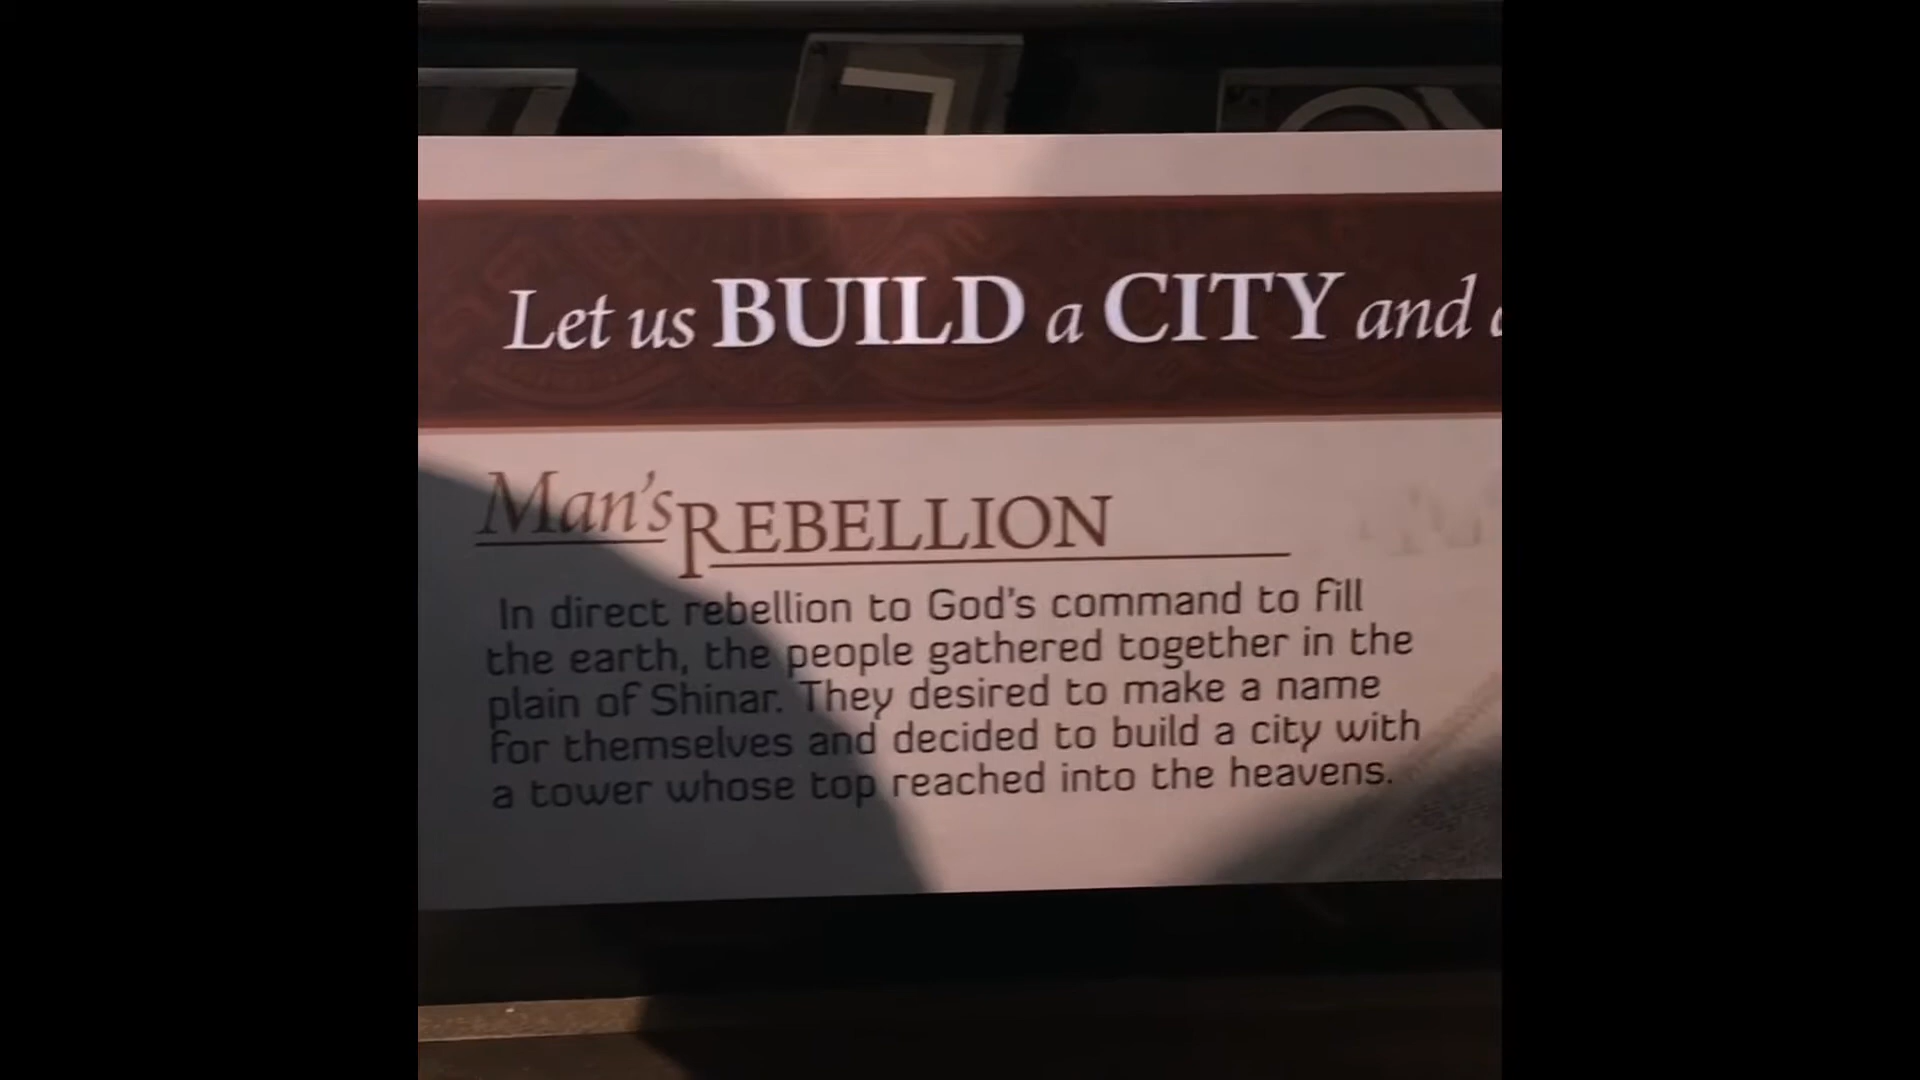 Let us BUILD a CITY and
Man's REBELLION
In direct rebellion to God's command to fill
the earth, the people gathered together in the
plain of Shinar. They desired to make a name
for themselves and decided to build a city with
a tower whose top reached into the heavens.